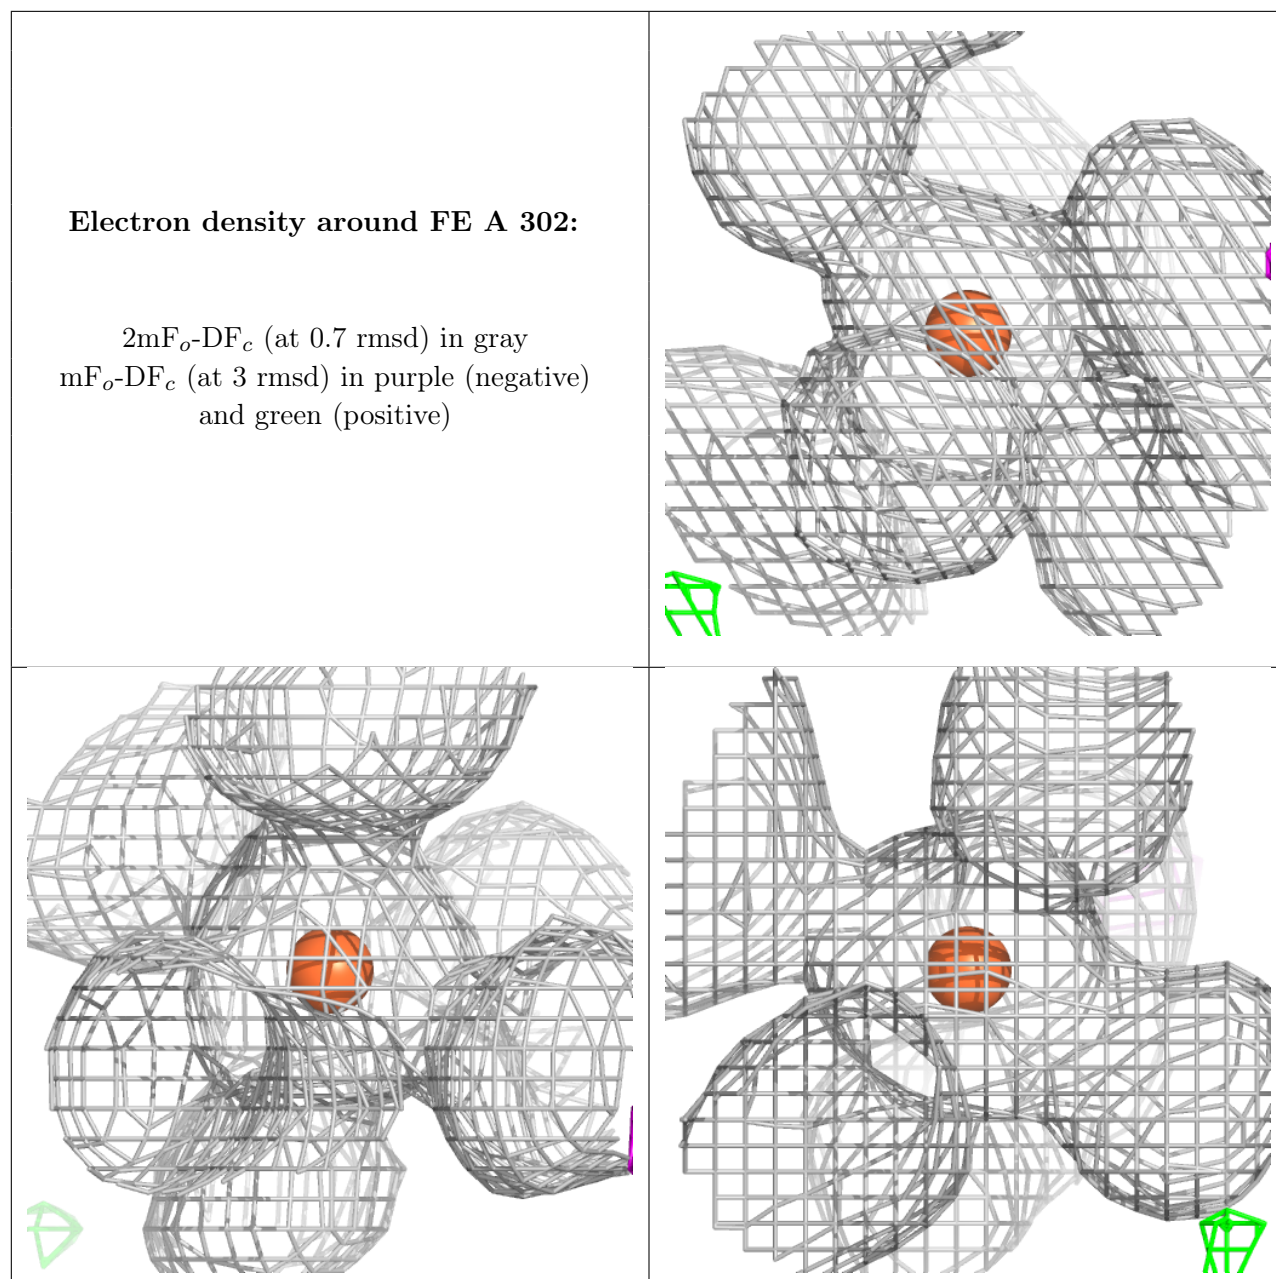 Electron density around FE A 302:
2mFo-DFc (at 0.7 rmsd) in gray
mFo-DFc (at 3 rmsd) in purple (negative)
and green (positive)